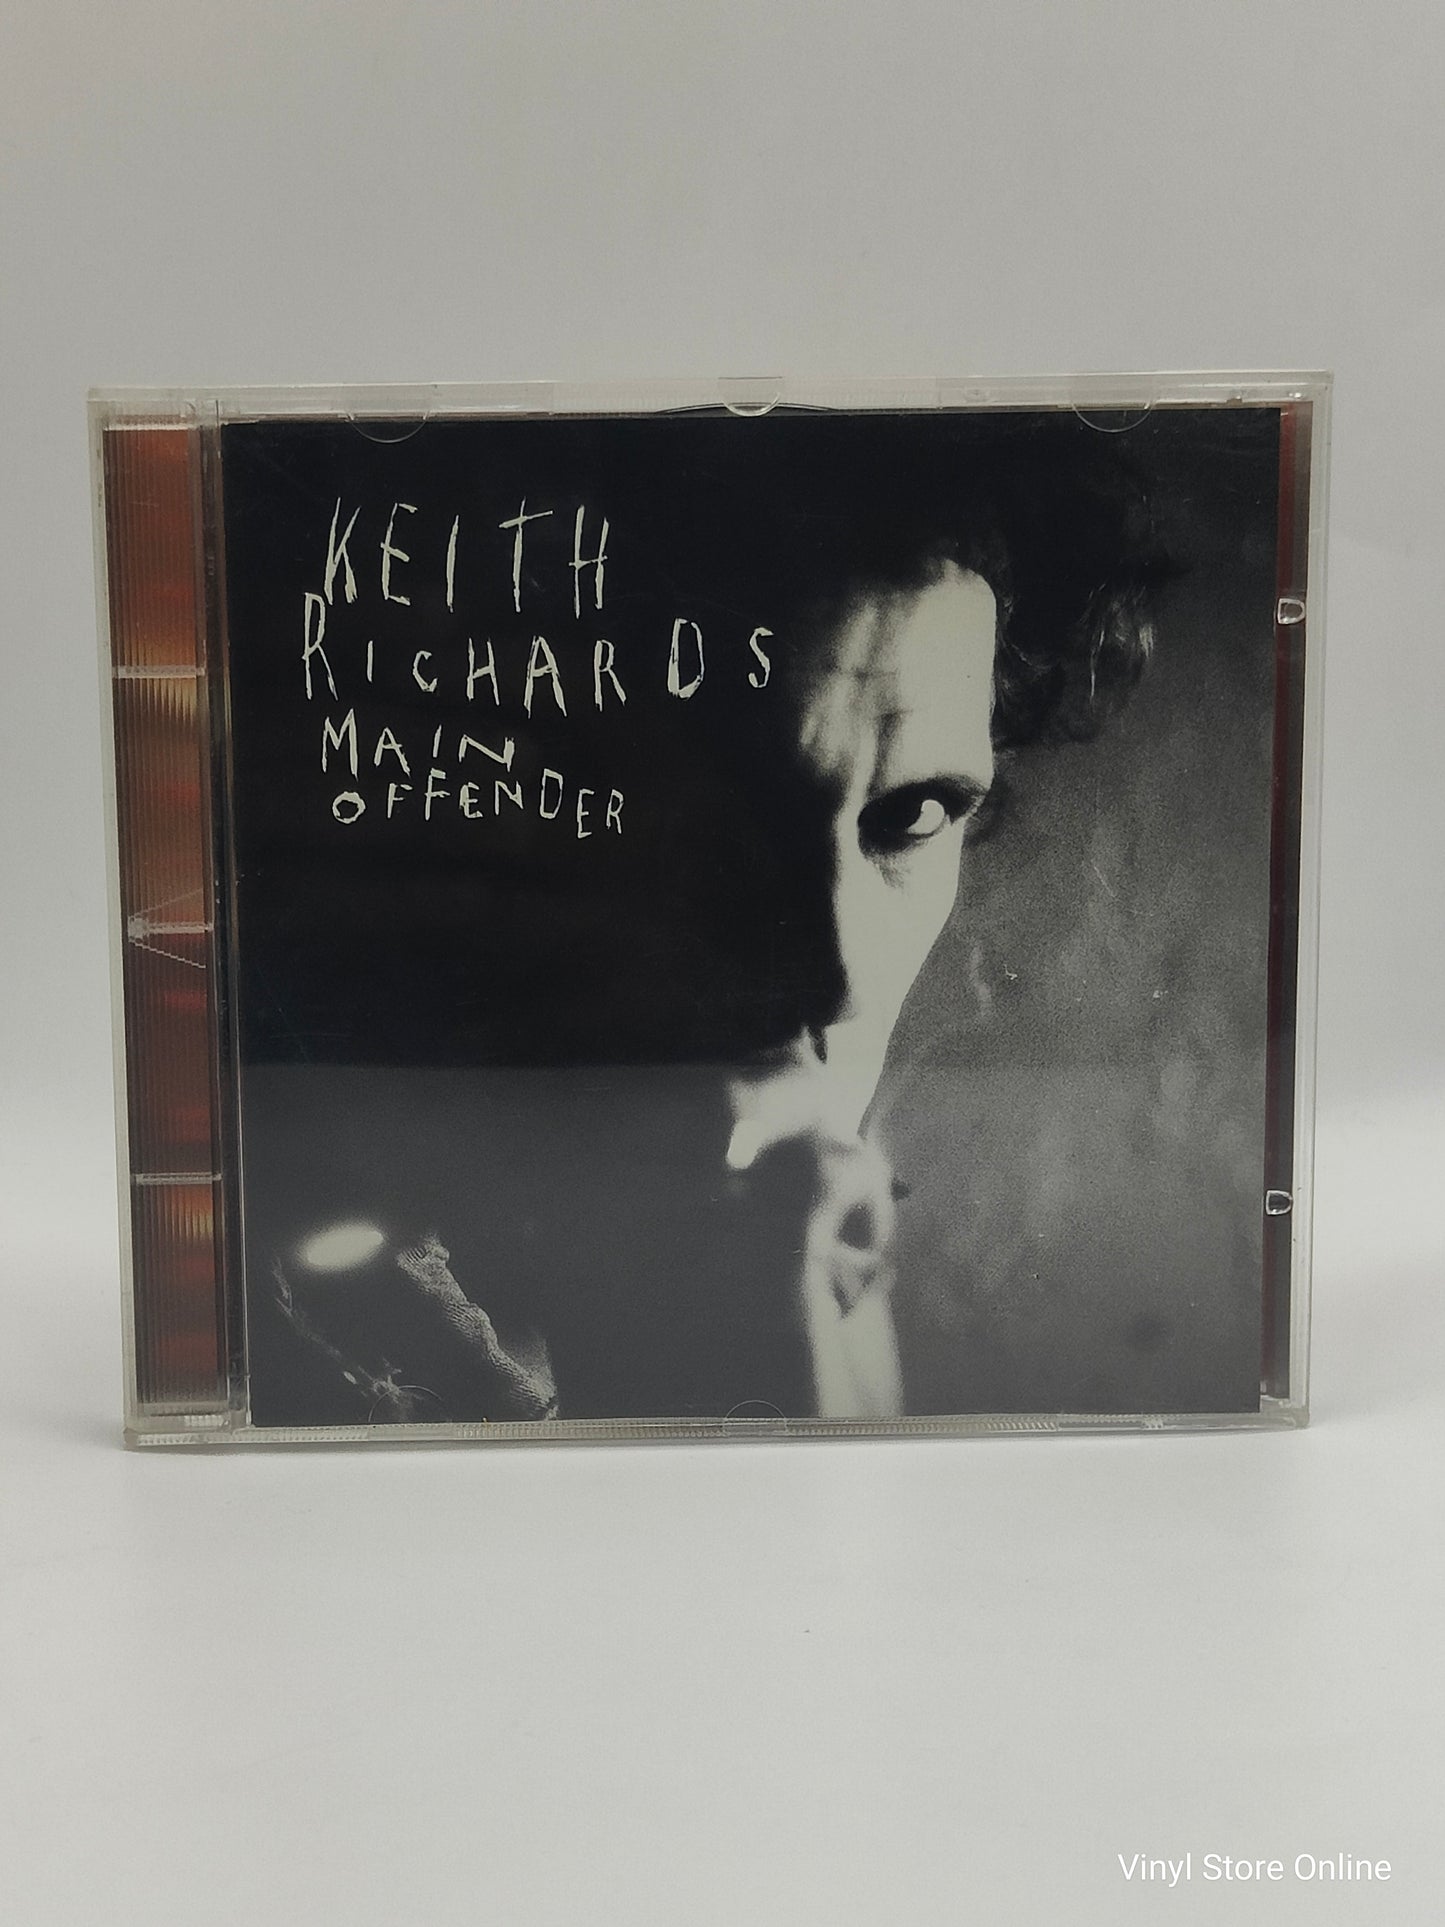 KEITH
RICHARDS
MAIN
OFFENDER
Vinyl Store Online